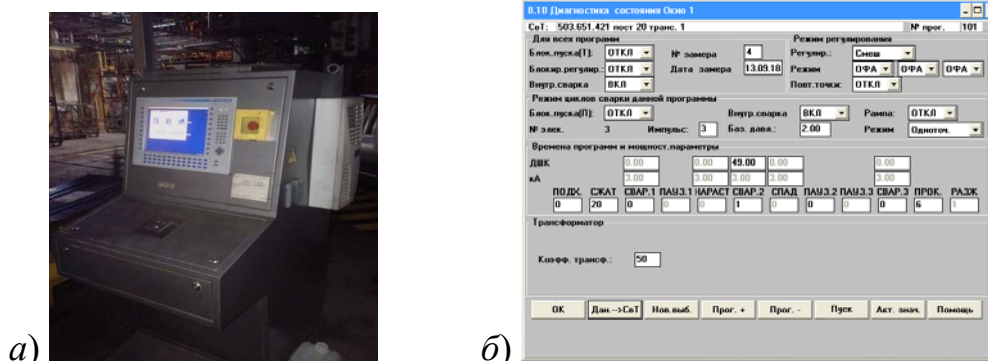 8.10 Диагностика состояния Окно 1
СвТ: 503.651.421 пост 20 транс. 1 № прог. 101
Для всех программ Режим регулирования
Блок.пуска(Т): ОТКЛ № замера 4 Регулир.: Смеш
Блокир.регулир.: ОТКЛ Дата замера 13.09.18 Режим ОФА ОФА ОФА
Внутр.сварка ВКЛ Повт.точки: ОТКЛ
Режим циклов сварки данной программы
Блок.пуска(П): ОТКЛ Внутр.сварка ВКЛ Рампа: ОТКЛ
№ элек. 3 Импульс: 3 Баз. давл.: 2.00 Режим Одноточ.
Времена программ и мощност.параметры
ДШК 0.00 0.00 49.00 0.00 0.00
кА 3.00 3.00 3.00 3.00 3.00
ПОДХ. СЖАТ СВАР.1 ПАУЗ.1 НАРАСТ СВАР.2 СПАД ПАУЗ.2 ПАУЗ.3 СВАР.3 ПРОК. РАЗЖ
0 20 0 0 0 1 0 0 0 0 6 1
Трансформатор
Коэфф. трансф.: 50
ОК Дан.-->СвТ Нов.выб. Прог. + Прог. - Пуск Акт. знач. Помощь
а) б)